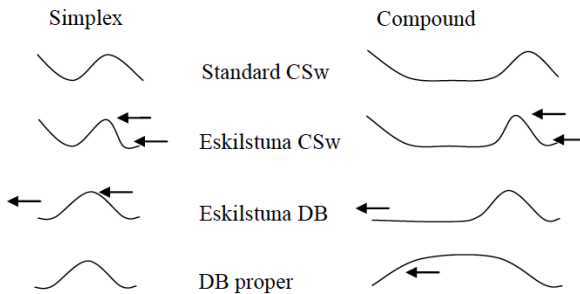 Simplex Compound
Standard CSw
Eskilstuna CSw
Eskilstuna DB
DB proper